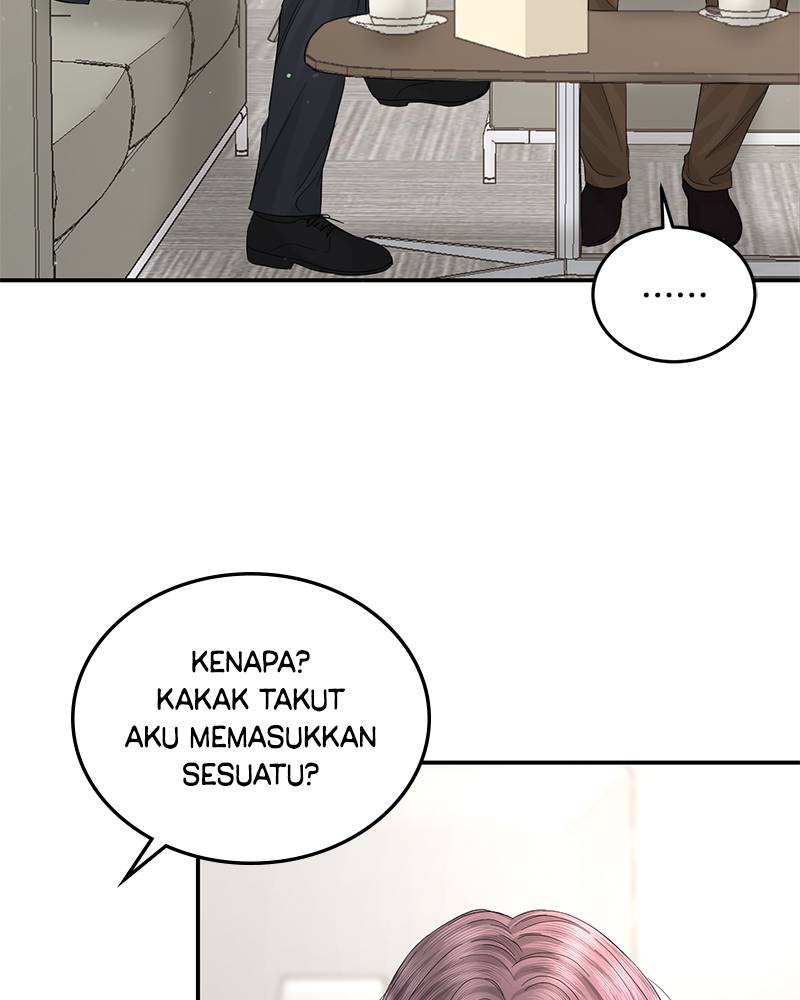 ......
KENAPA?
KAKAK TAKUT
AKU MEMASUKKAN
SESUATU?